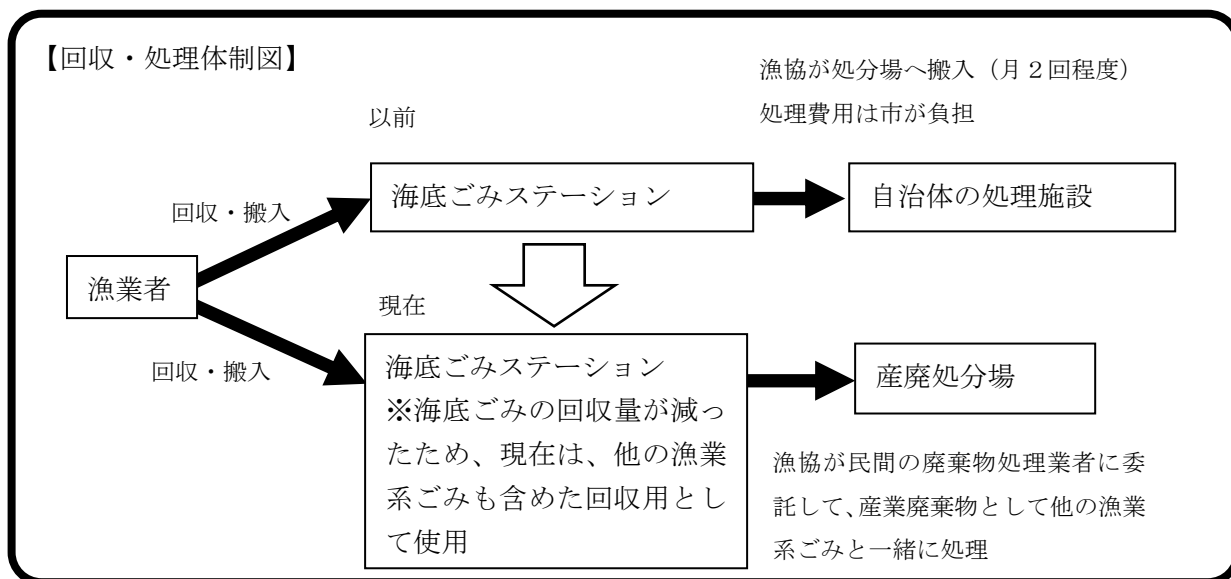 【回収・処理体制図】
漁協が処分場へ搬入（月２回程度）
処理費用は市が負担
以前
海底ごみステーション
自治体の処理施設
回収・搬入
漁業者
現在
回収・搬入
海底ごみステーション
※海底ごみの回収量が減っ
たため、現在は、他の漁業
系ごみも含めた回収用とし
て使用
産廃処分場
漁協が民間の廃棄物処理業者に委
託して、産業廃棄物として他の漁業
系ごみと一緒に処理